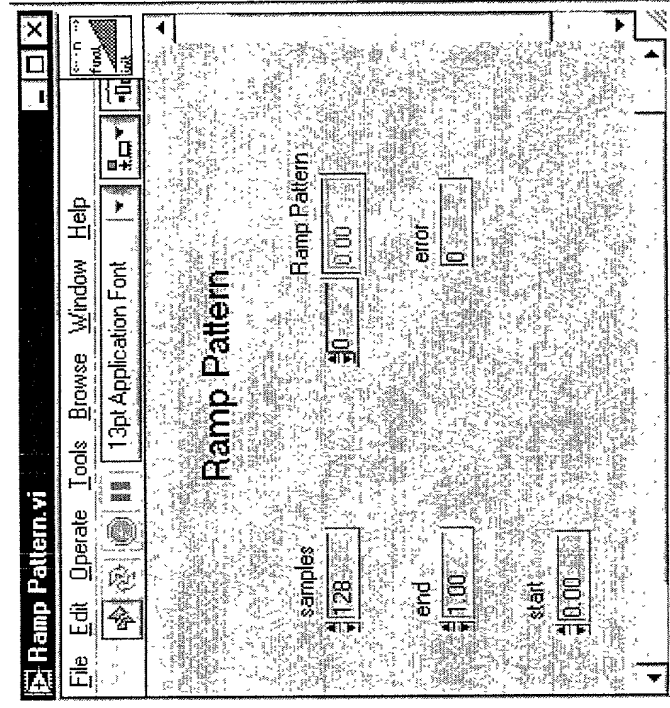 Ramp Pattern.vi
File Edit Operate Tools Browse Window Help
13pt Application Font
Ramp Pattern
samples
128
Ramp Pattern
0
0.00
end
1.00
error
0
start
0.00